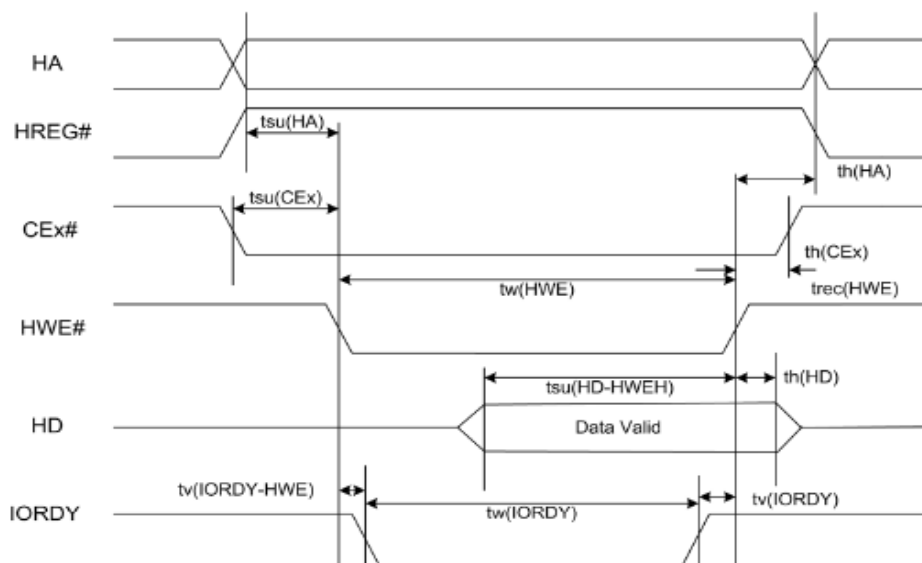 HA
HREG#
tsu(HA)
th(HA)
tsu(CEx)
CEx#
th(CEx)
tw(HWE)
trec(HWE)
HWE#
tsu(HD-HWEH)
th(HD)
HD
Data Valid
tv(IORDY-HWE)
tw(IORDY)
tv(IORDY)
IORDY